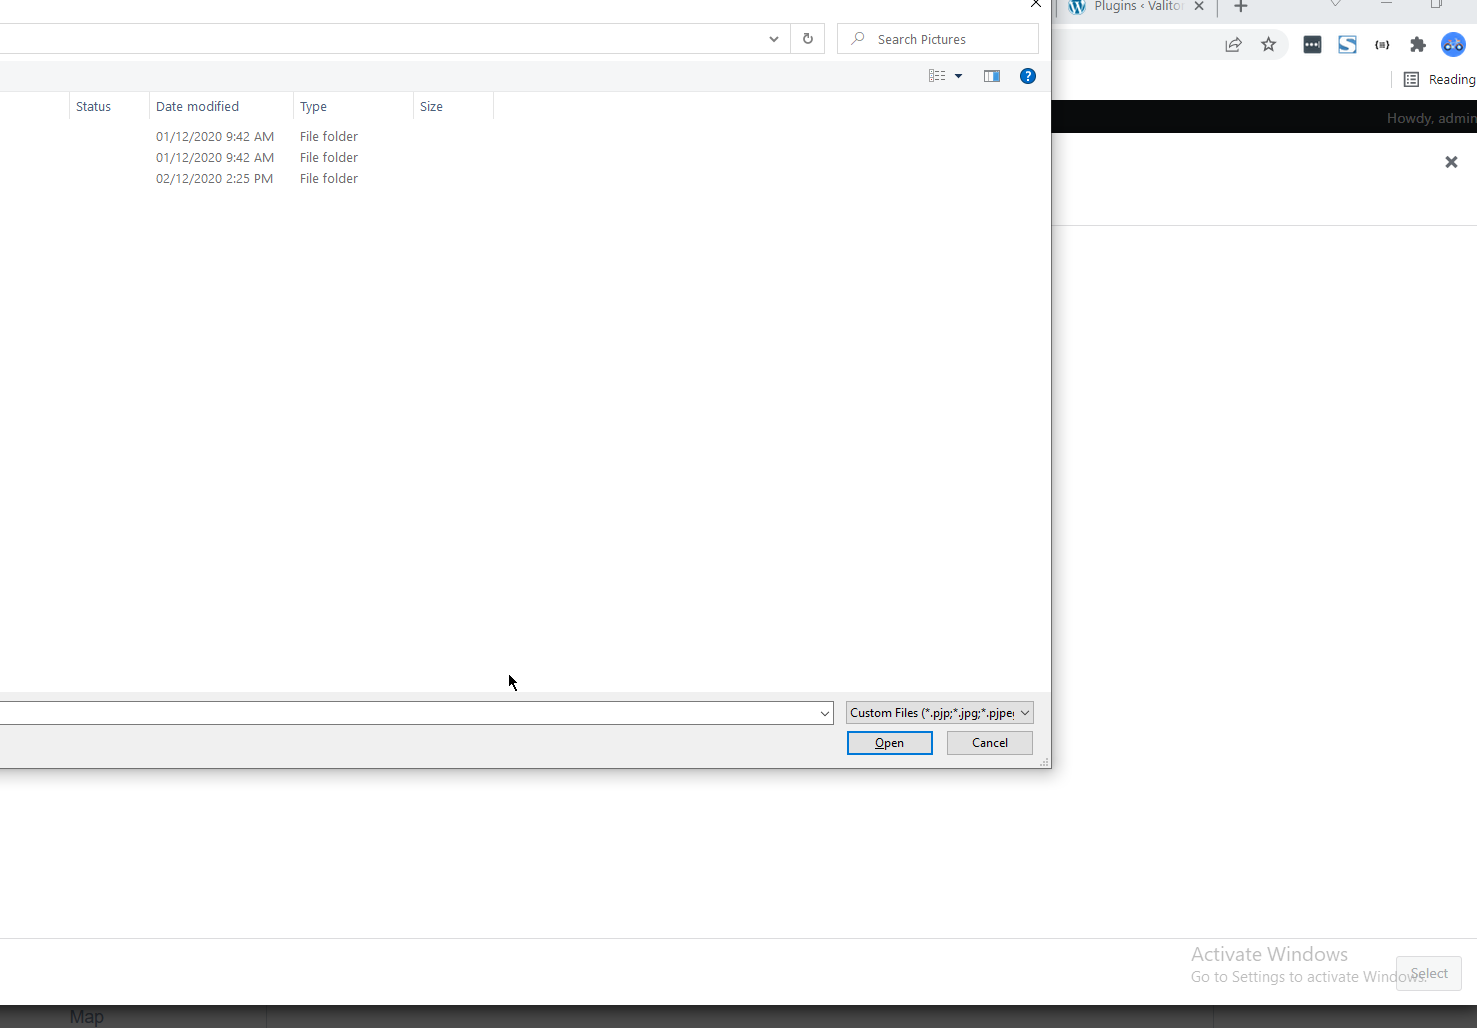 Plugins ‹ Valitor
Search Pictures
Reading
Status Date modified Type Size
Howdy, admin
01/12/2020 9:42 AM File folder
01/12/2020 9:42 AM File folder
02/12/2020 2:25 PM File folder
Custom Files (*.pjp;*.jpg;*.pjpeg
Open Cancel
Activate Windows
Go to Settings to activate Windows.
Select
Map